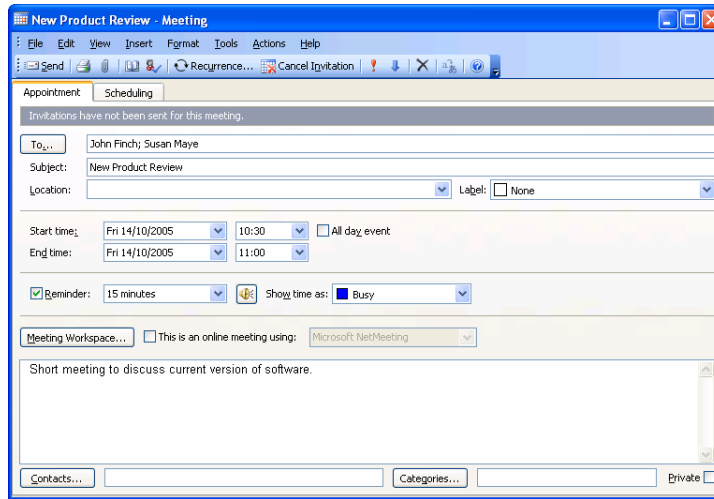 New Product Review - Meeting
File Edit View Insert Format Tools Actions Help
Send Recurrence... Cancel Invitation
Appointment Scheduling
Invitations have not been sent for this meeting.
To... John Finch; Susan Maye
Subject: New Product Review
Location: Label: None
Start time: Fri 14/10/2005 10:30 All day event
End time: Fri 14/10/2005 11:00
Reminder: 15 minutes Show time as: Busy
Meeting Workspace... This is an online meeting using: Microsoft NetMeeting
Short meeting to discuss current version of software.
Contacts... Categories... Private